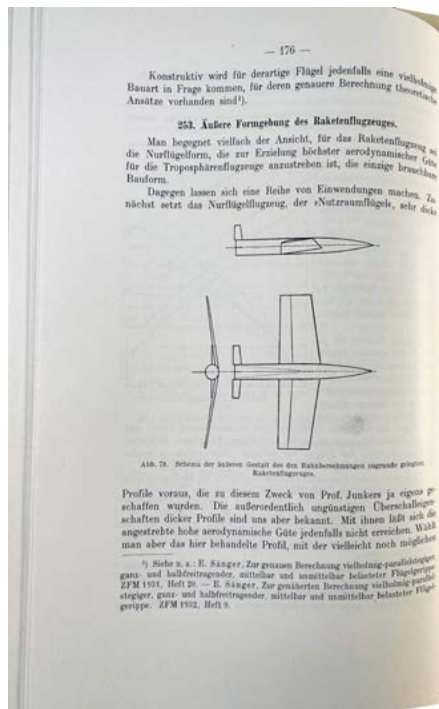 — 176 —
Konstruktiv wird für derartige Flügel jedenfalls eine vielholmige
Bauart in Frage kommen, für deren genauere Berechnung theoretische
Ansätze vorhanden sind¹).
253. Äußere Formgebung des Raketenflugzeuges.
Man begegnet vielfach der Ansicht, für das Raketenflugzeug sei
die Nurflügelform, die zur Erzielung höchster aerodynamischer Güte
für die Troposphärenflugzeuge anzustreben ist, die einzige brauchbare
Bauform.
Dagegen lassen sich eine Reihe von Einwendungen machen. Zu-
nächst setzt das Nurflügelflugzeug, der »Nutzraumflügel«, sehr dicke
Abb. 78. Schema der äußeren Gestalt des den Bahnberechnungen zugrunde gelegten
Raketenflugzeuges.
Profile voraus, die zu diesem Zweck von Prof. Junkers ja eigens ge-
schaffen wurden. Die außerordentlich ungünstigen Überschalleigen-
schaften dicker Profile sind uns aber bekannt. Mit ihnen läßt sich die
angestrebte hohe aerodynamische Güte jedenfalls nicht erreichen. Wählt
man aber das hier behandelte Profil, mit der vielleicht noch möglichen
¹) Siehe u. a.: E. Sänger, Zur genauen Berechnung vielholmig-parallelstegiger,
ganz- und halbfreitragender, mittelbar und unmittelbar belasteter Flügelgerippe.
ZFM 1931, Heft 20. — E. Sänger, Zur genäherten Berechnung vielholmig-parallel-
stegiger, ganz- und halbfreitragender, mittelbar und unmittelbar belasteter Flügel-
gerippe. ZFM 1932, Heft 9.